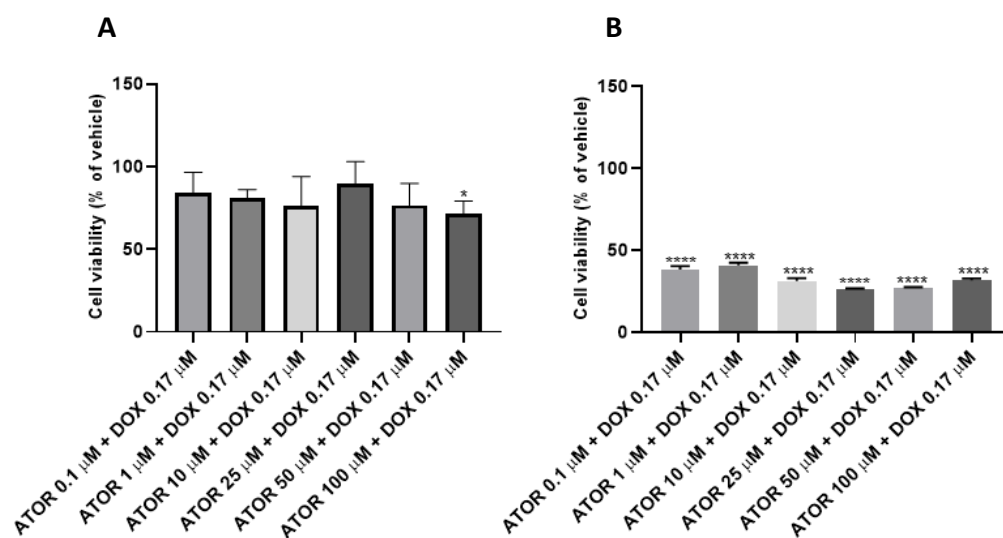 A
Cell viability (% of vehicle)
150
100
50
0
*
ATOR 0.1 μM + DOX 0.17 μM
ATOR 1 μM + DOX 0.17 μM
ATOR 10 μM + DOX 0.17 μM
ATOR 25 μM + DOX 0.17 μM
ATOR 50 μM + DOX 0.17 μM
ATOR 100 μM + DOX 0.17 μM
B
Cell viability (% of vehicle)
150
100
50
0
**** **** **** **** **** ****
ATOR 0.1 μM + DOX 0.17 μM
ATOR 1 μM + DOX 0.17 μM
ATOR 10 μM + DOX 0.17 μM
ATOR 25 μM + DOX 0.17 μM
ATOR 50 μM + DOX 0.17 μM
ATOR 100 μM + DOX 0.17 μM